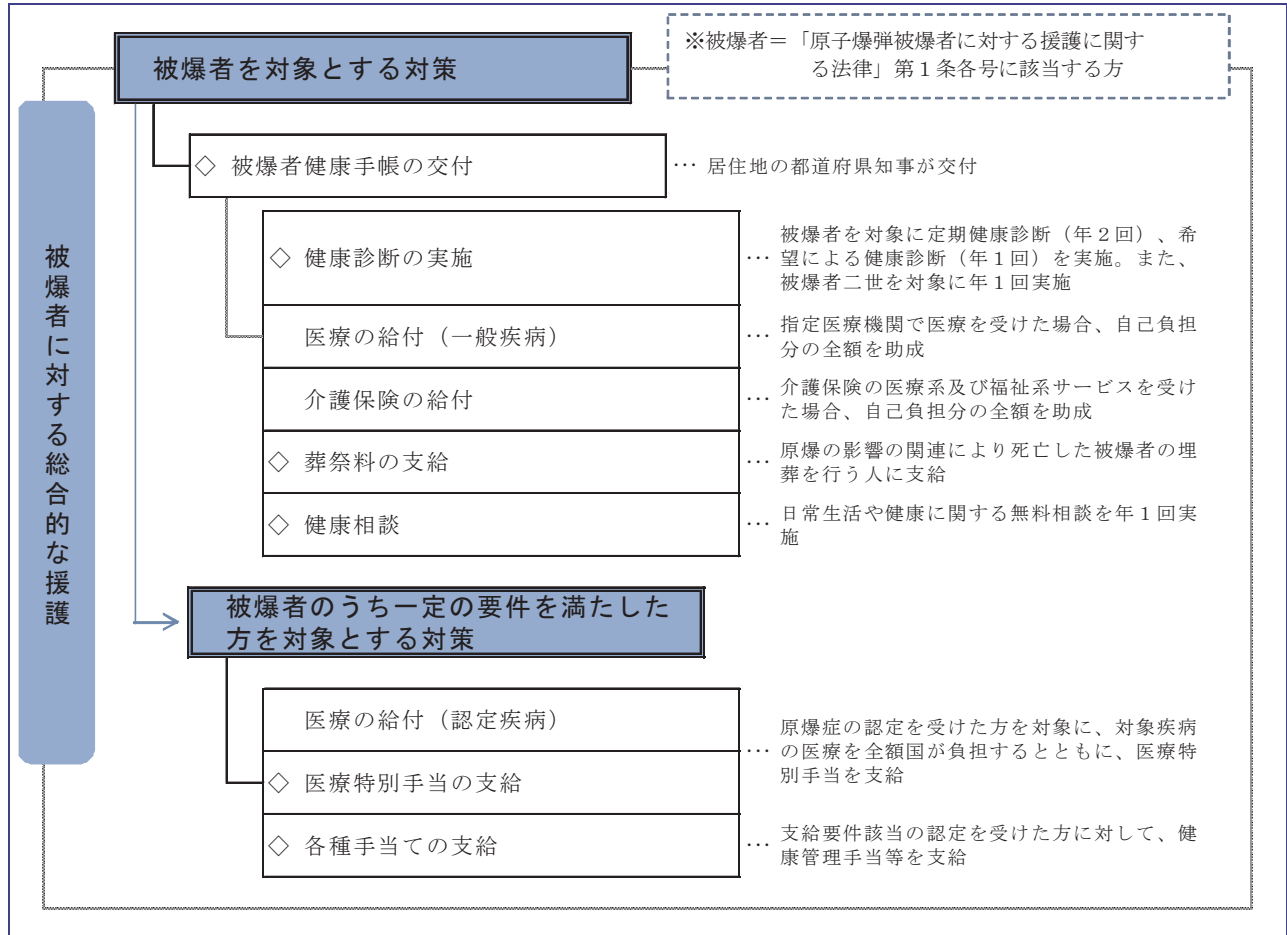 被爆者に対する総合的な援護
被爆者を対象とする対策
※被爆者＝「原子爆弾被爆者に対する援護に関す
る法律」第１条各号に該当する方
◇ 被爆者健康手帳の交付
… 居住地の都道府県知事が交付
◇ 健康診断の実施
被爆者を対象に定期健康診断（年２回）、希
… 望による健康診断（年１回）を実施。また、
被爆者二世を対象に年１回実施
医療の給付（一般疾病）
… 指定医療機関で医療を受けた場合、自己負担
分の全額を助成
介護保険の給付
… 介護保険の医療系及び福祉系サービスを受け
た場合、自己負担分の全額を助成
◇ 葬祭料の支給
… 原爆の影響の関連により死亡した被爆者の埋
葬を行う人に支給
◇ 健康相談
… 日常生活や健康に関する無料相談を年１回実
施
被爆者のうち一定の要件を満たした
方を対象とする対策
医療の給付（認定疾病）
◇ 医療特別手当の支給
原爆症の認定を受けた方を対象に、対象疾病
… の医療を全額国が負担するとともに、医療特
別手当を支給
◇ 各種手当ての支給
… 支給要件該当の認定を受けた方に対して、健
康管理手当等を支給